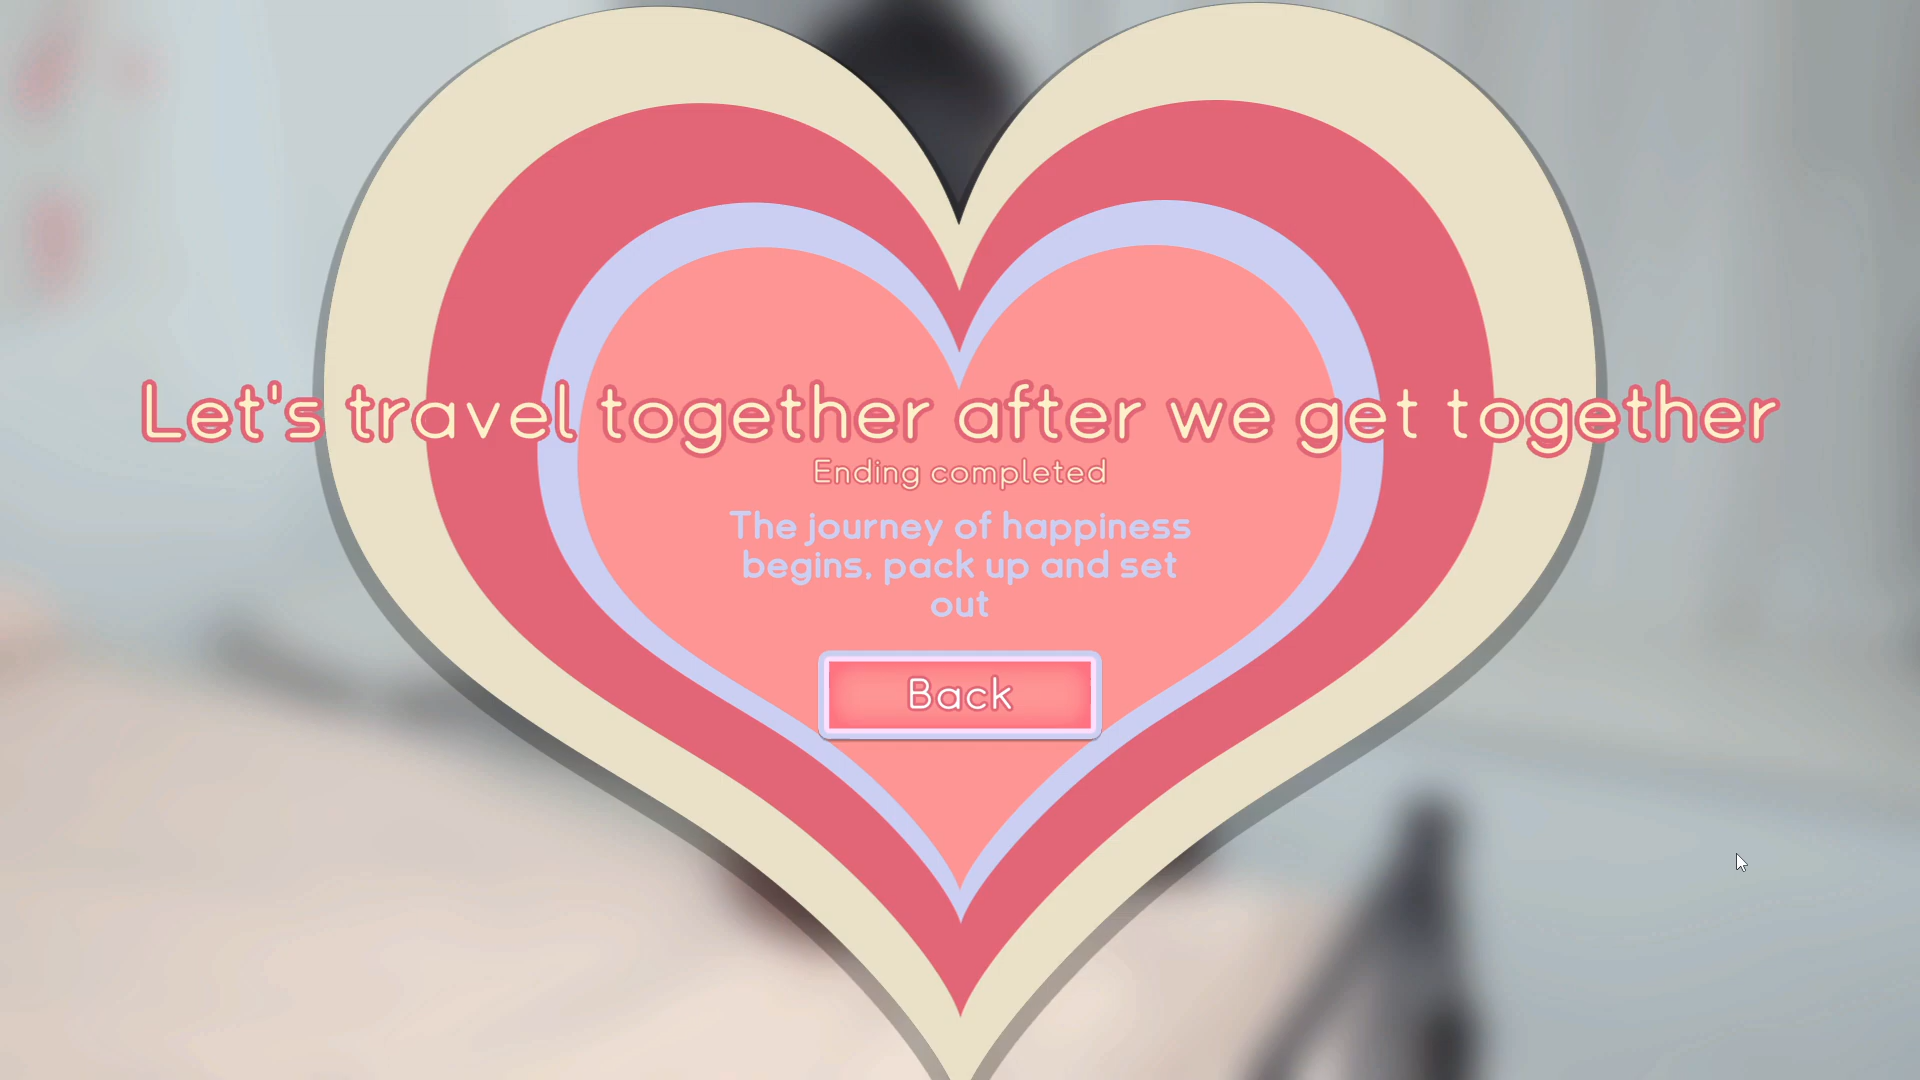 Let's travel together after we get together
Ending completed
The journey of happiness
begins, pack up and set
out
Back